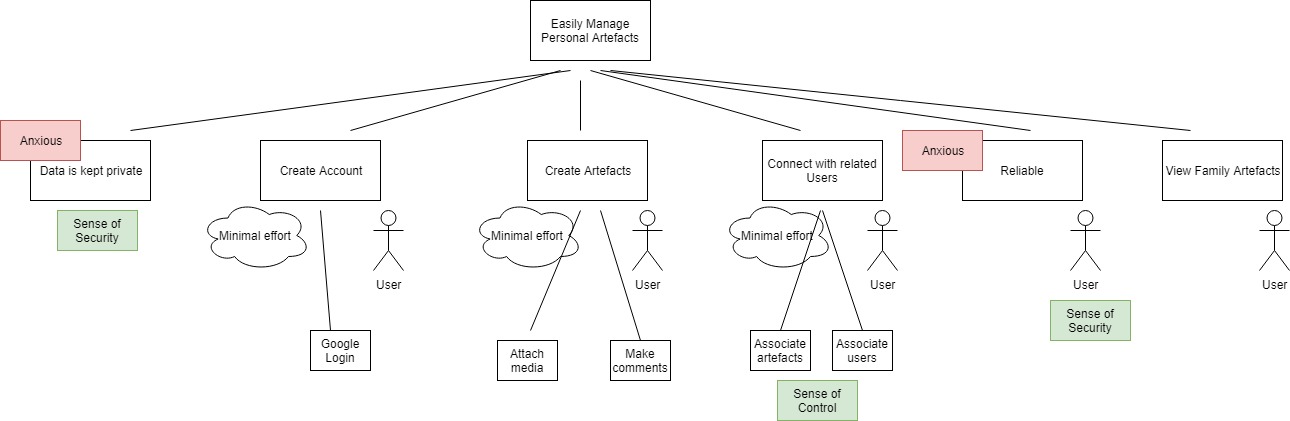 Easily Manage
Personal Artefacts
Anxious
Data is kept private
Sense of
Security
Create Account
Minimal effort
User
Google
Login
Create Artefacts
Minimal effort
User
Attach
media
Make
comments
Connect with related
Users
Minimal effort
User
Associate
artefacts
Associate
users
Sense of
Control
Anxious
Reliable
User
Sense of
Security
View Family Artefacts
User